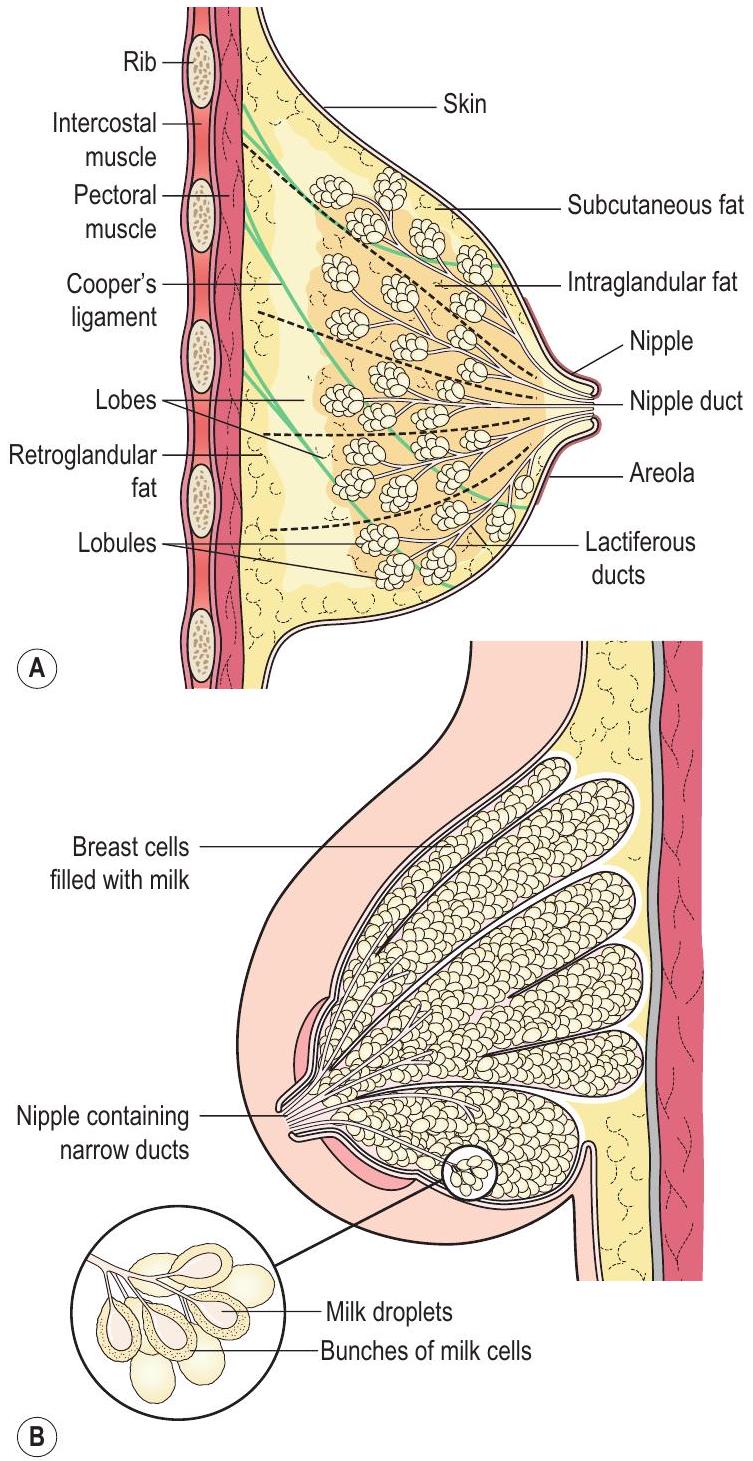 Rib
Skin
Intercostal
muscle
Pectoral
muscle
Subcutaneous fat
Cooper's
ligament
Intraglandular fat
Nipple
Lobes
Nipple duct
Retroglandular
fat
Areola
Lobules
Lactiferous
ducts
A
Breast cells
filled with milk
Nipple containing
narrow ducts
Milk droplets
Bunches of milk cells
B